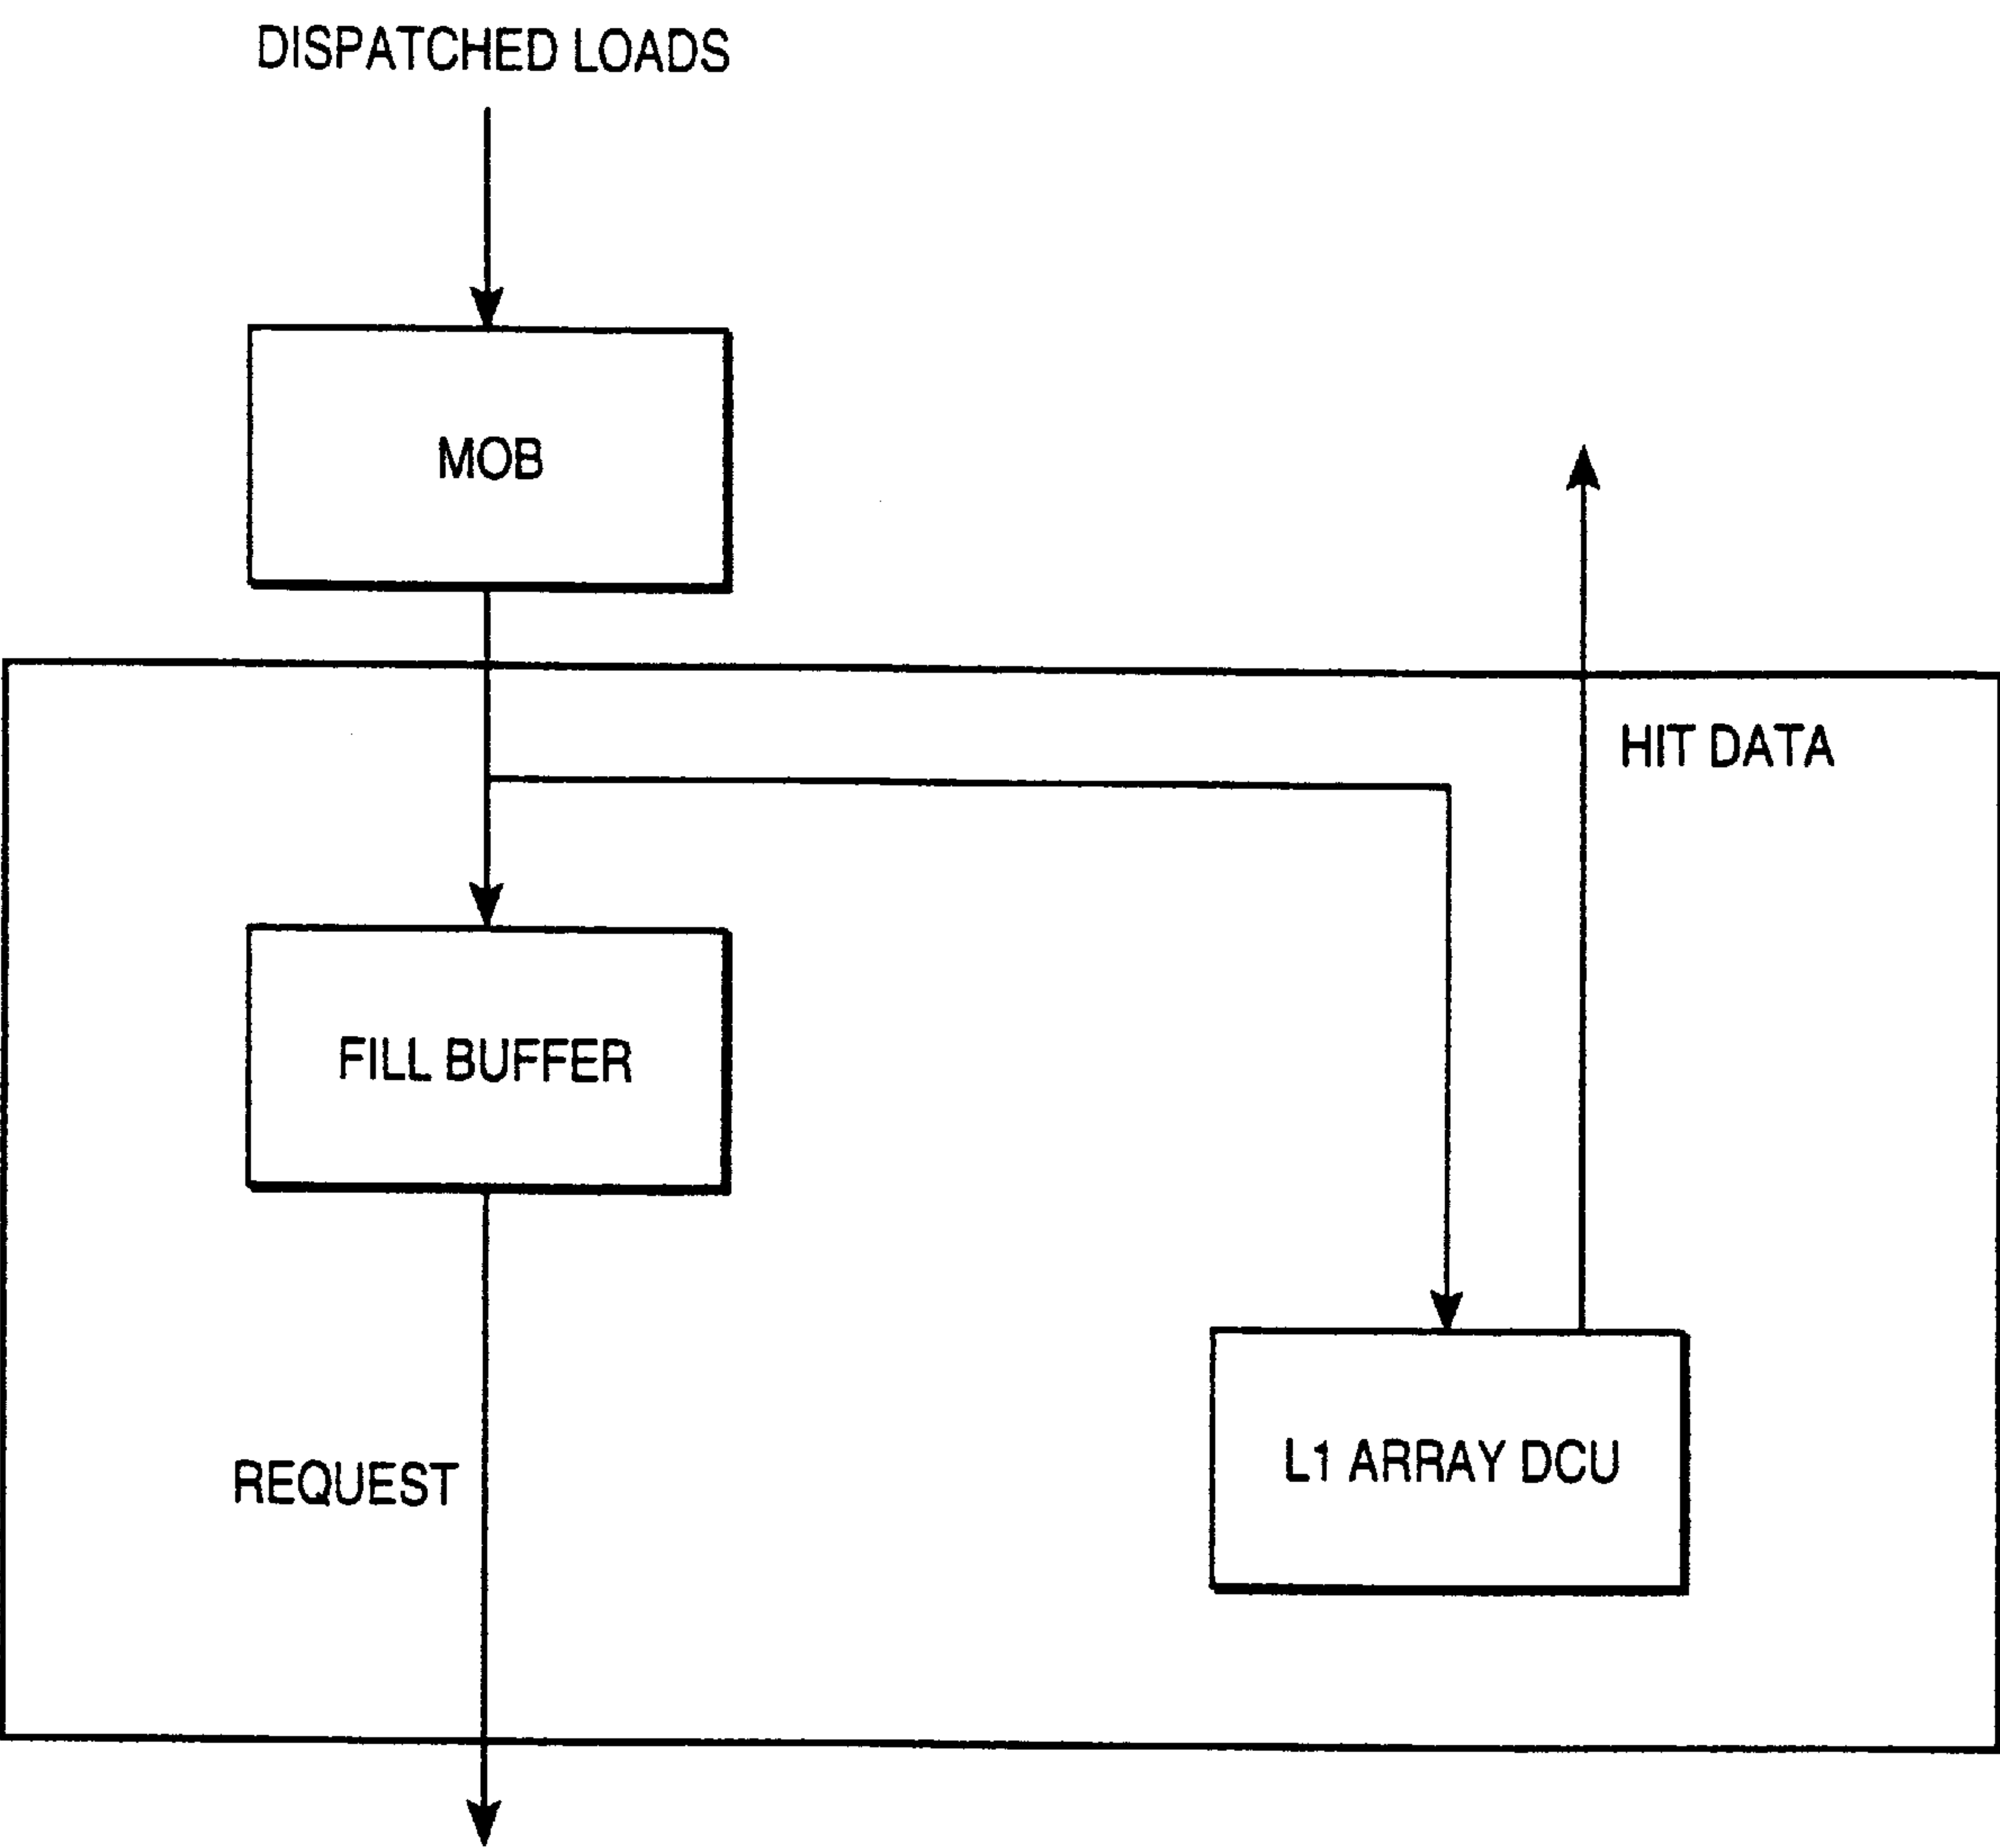 DISPATCHED LOADS
MOB
HIT DATA
FILL BUFFER
L1 ARRAY DCU
REQUEST